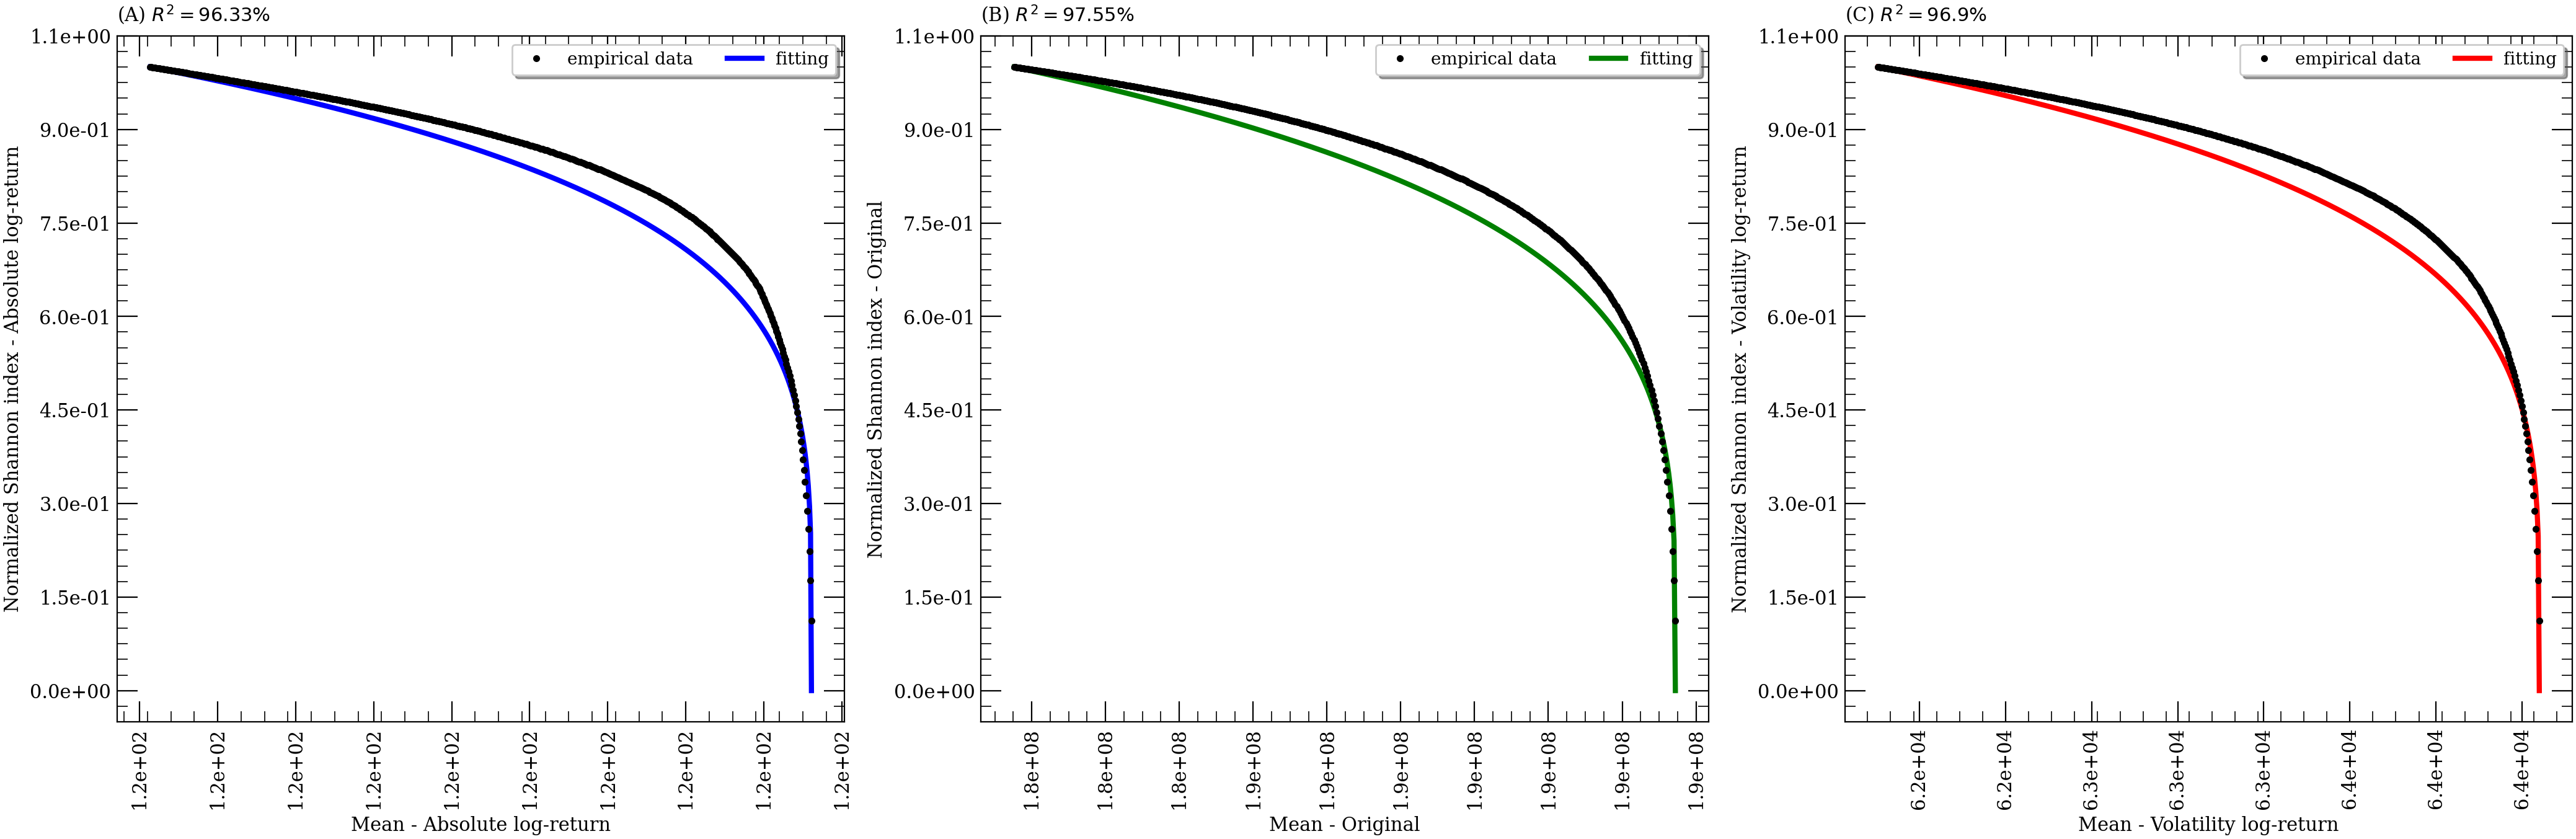 (A) R² = 96.33%
1.1e+00
9.0e-01
7.5e-01
6.0e-01
4.5e-01
3.0e-01
1.5e-01
0.0e+00
Normalized Shannon index - Absolute log-return
empirical data
fitting
1.2e+02
1.2e+02
1.2e+02
1.2e+02
1.2e+02
1.2e+02
1.2e+02
1.2e+02
1.2e+02
1.2e+02
Mean - Absolute log-return
(B) R² = 97.55%
1.1e+00
9.0e-01
7.5e-01
6.0e-01
4.5e-01
3.0e-01
1.5e-01
0.0e+00
Normalized Shannon index - Original
empirical data
fitting
1.8e+08
1.8e+08
1.8e+08
1.9e+08
1.9e+08
1.9e+08
1.9e+08
1.9e+08
1.9e+08
1.9e+08
Mean - Original
(C) R² = 96.9%
1.1e+00
9.0e-01
7.5e-01
6.0e-01
4.5e-01
3.0e-01
1.5e-01
0.0e+00
Normalized Shannon index - Volatility log-return
empirical data
fitting
6.2e+04
6.2e+04
6.3e+04
6.3e+04
6.3e+04
6.4e+04
6.4e+04
6.4e+04
Mean - Volatility log-return